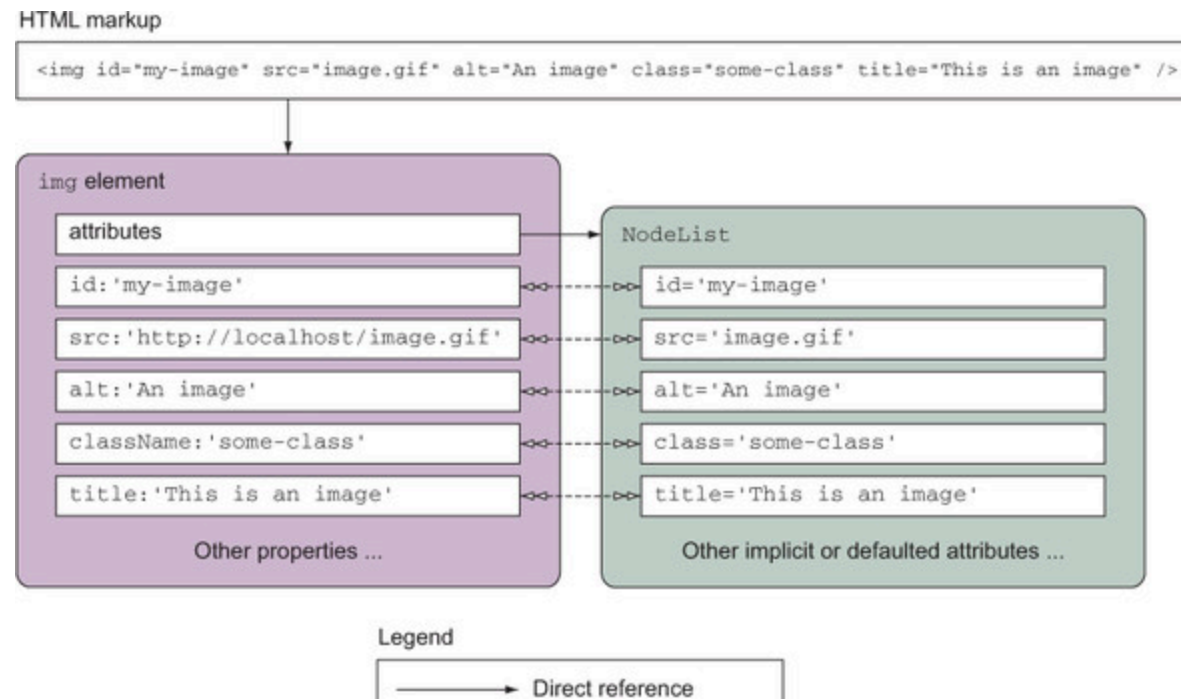 HTML markup
<img id="my-image" src="image.gif" alt="An image" class="some-class" title="This is an image" />
img element
attributes
id:'my-image'
src:'http://localhost/image.gif'
alt:'An image'
className:'some-class'
title:'This is an image'
Other properties ...
NodeList
id='my-image'
src='image.gif'
alt='An image'
class='some-class'
title='This is an image'
Other implicit or defaulted attributes ...
Legend
Direct reference